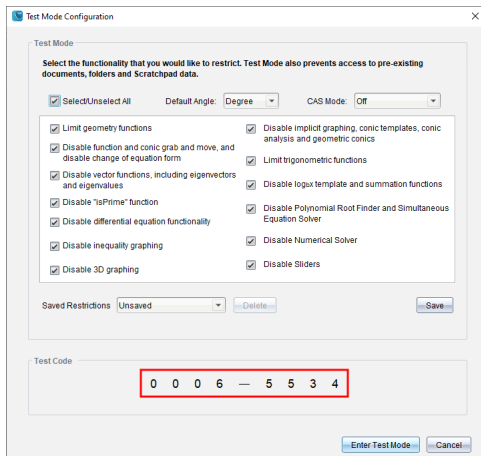 Test Mode Configuration
Test Mode
Select the functionality that you would like to restrict. Test Mode also prevents access to pre-existing
documents, folders and Scratchpad data.
Select/Unselect All Default Angle: Degree CAS Mode: Off
Limit geometry functions
Disable function and conic grab and move, and
disable change of equation form
Disable vector functions, including eigenvectors
and eigenvalues
Disable "isPrime" function
Disable differential equation functionality
Disable inequality graphing
Disable 3D graphing
Disable implicit graphing, conic templates, conic
analysis and geometric conics
Limit trigonometric functions
Disable logbx template and summation functions
Disable Polynomial Root Finder and Simultaneous
Equation Solver
Disable Numerical Solver
Disable Sliders
Saved Restrictions Unsaved Delete Save
Test Code
0 0 0 6 — 5 5 3 4
Enter Test Mode Cancel